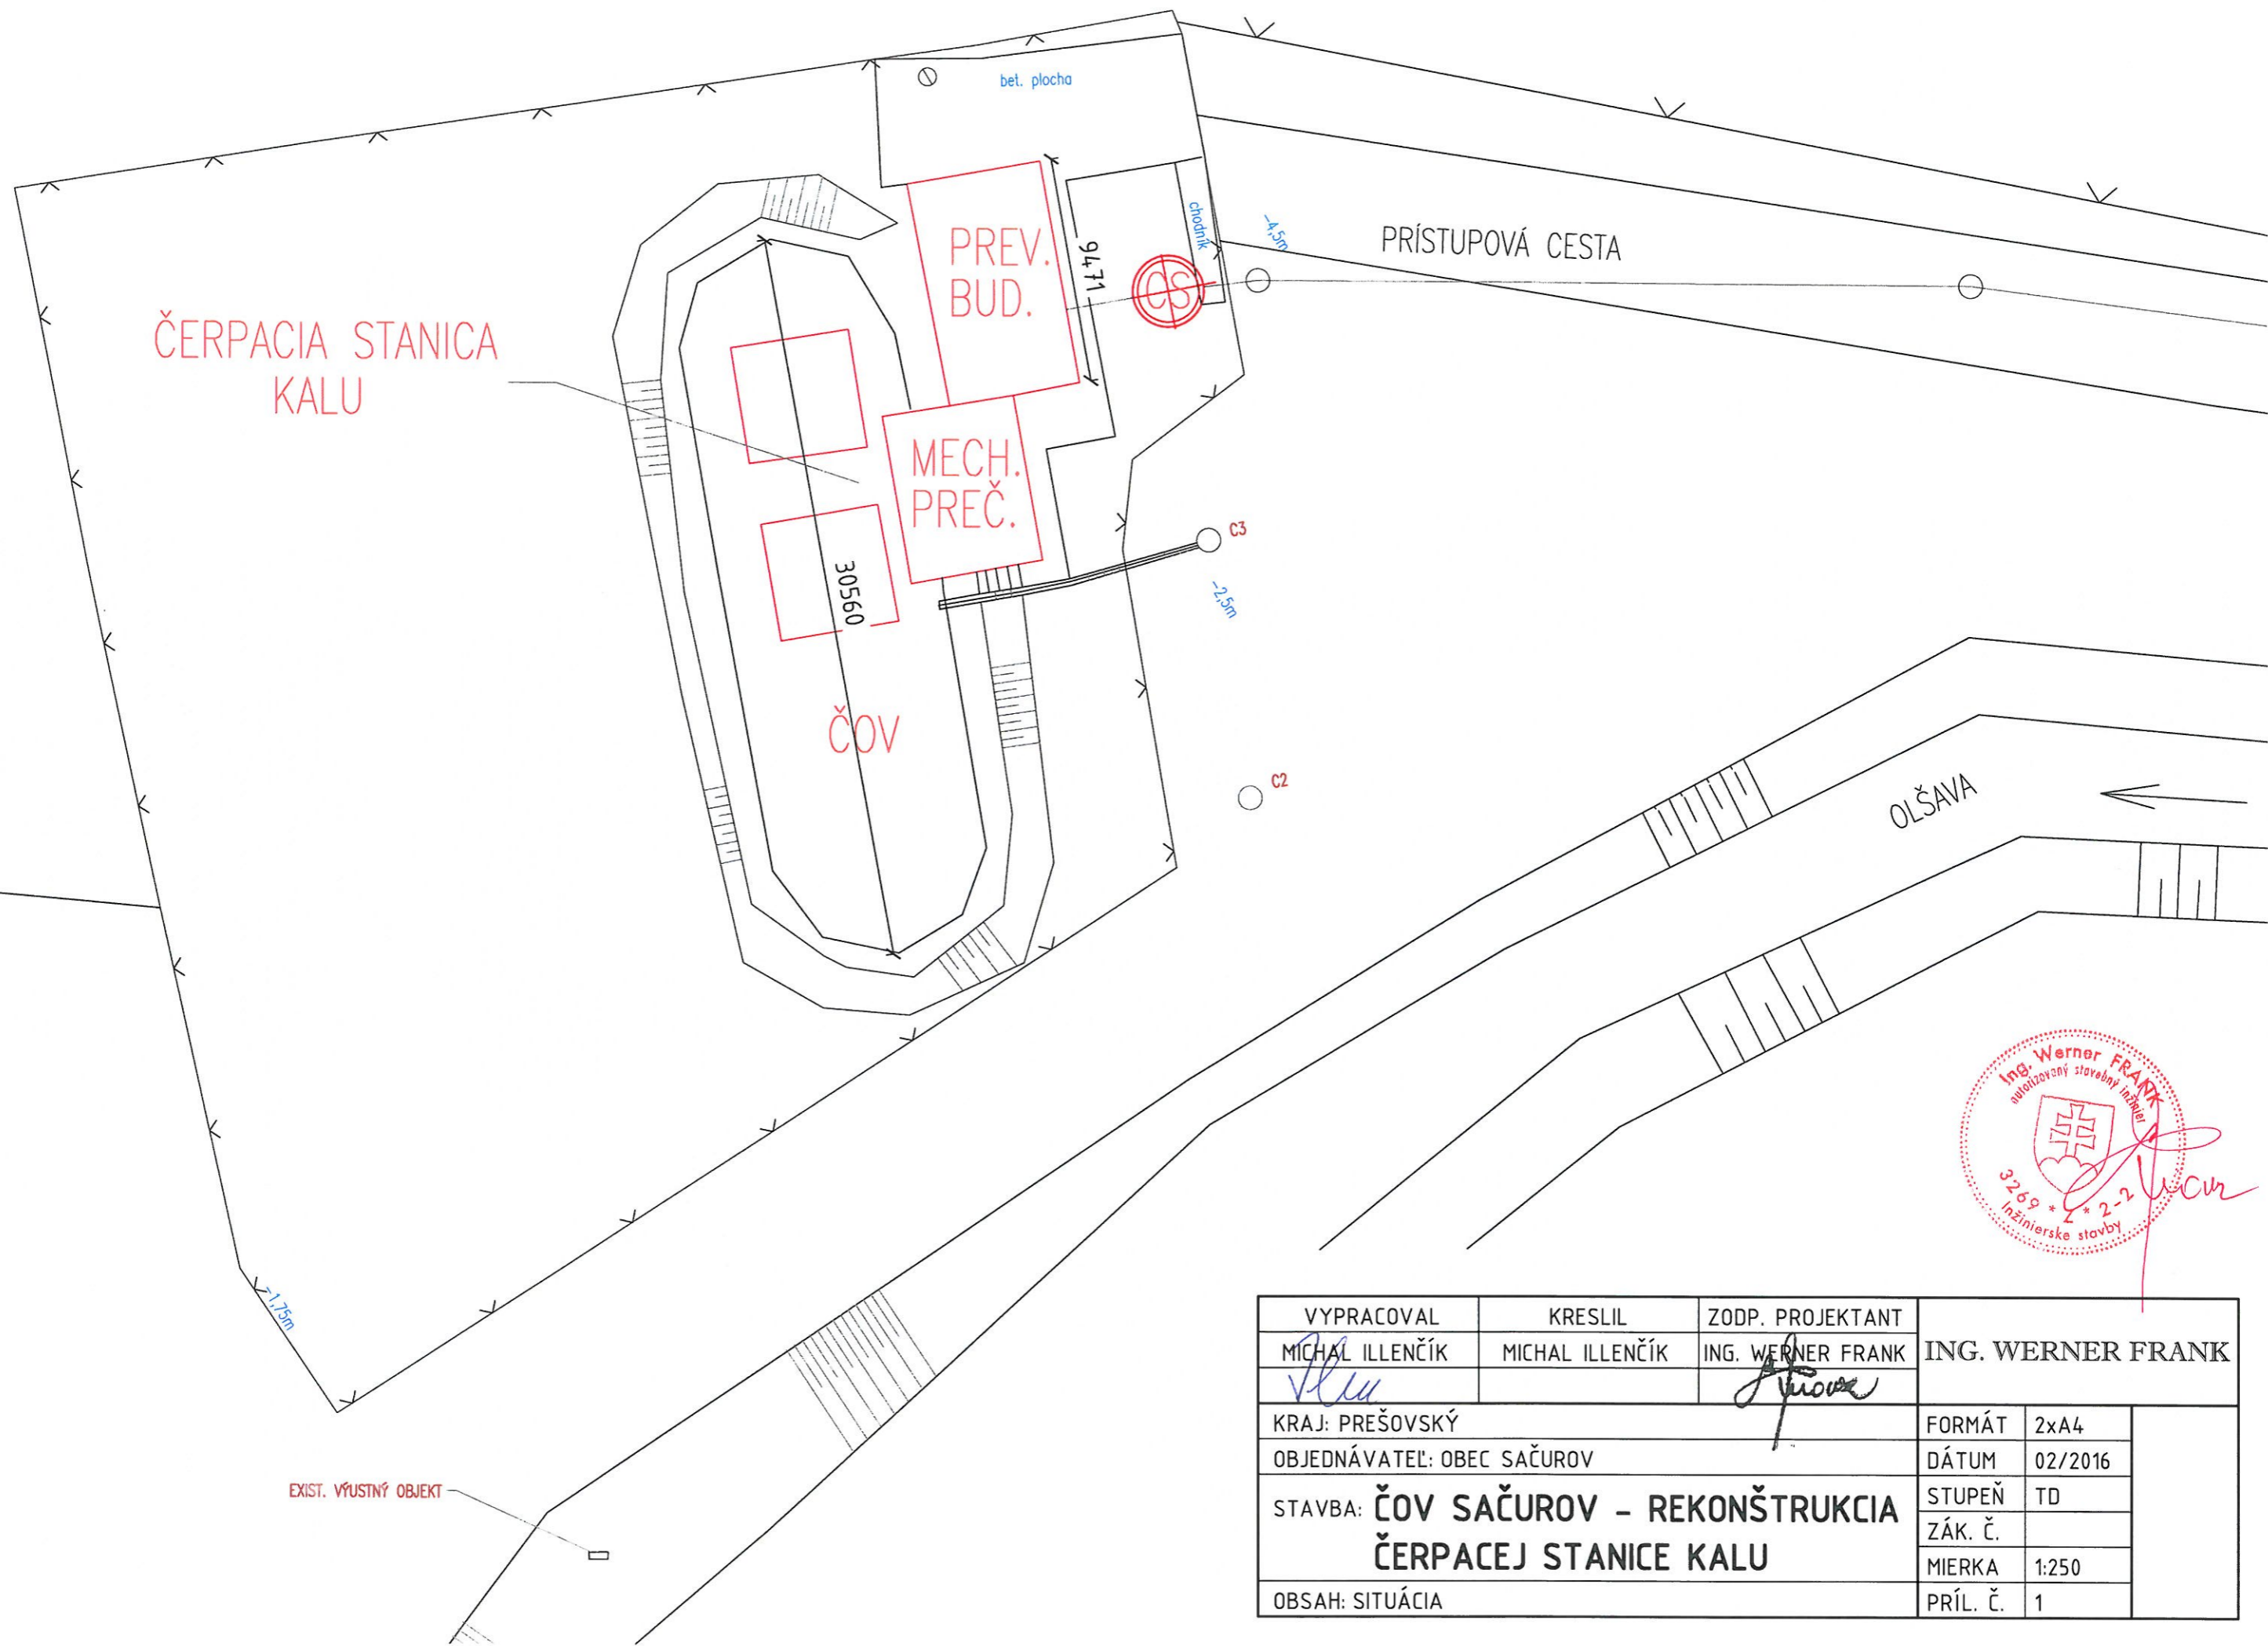 bet. plocha
PREV.
BUD.
9471
chodník
-4,5m
PRÍSTUPOVÁ CESTA
ČS
ČERPACIA STANICA
KALU
MECH.
PREČ.
C3
-2,5m
30560
ČOV
C2
OLŠAVA
-1,75m
EXIST. VÝUSTNÝ OBJEKT
Ing. Werner FRANK
autorizovaný stavebný inžinier
3269 * Z * 2-2
Inžinierske stavby
VYPRACOVAL KRESLIL ZODP. PROJEKTANT
MICHAL ILLENČÍK MICHAL ILLENČÍK ING. WERNER FRANK ING. WERNER FRANK
KRAJ: PREŠOVSKÝ
OBJEDNÁVATEĽ: OBEC SAČUROV
STAVBA: ČOV SAČUROV – REKONŠTRUKCIA
ČERPACEJ STANICE KALU
OBSAH: SITUÁCIA
FORMÁT 2xA4
DÁTUM 02/2016
STUPEŇ TD
ZÁK. Č.
MIERKA 1:250
PRÍL. Č. 1